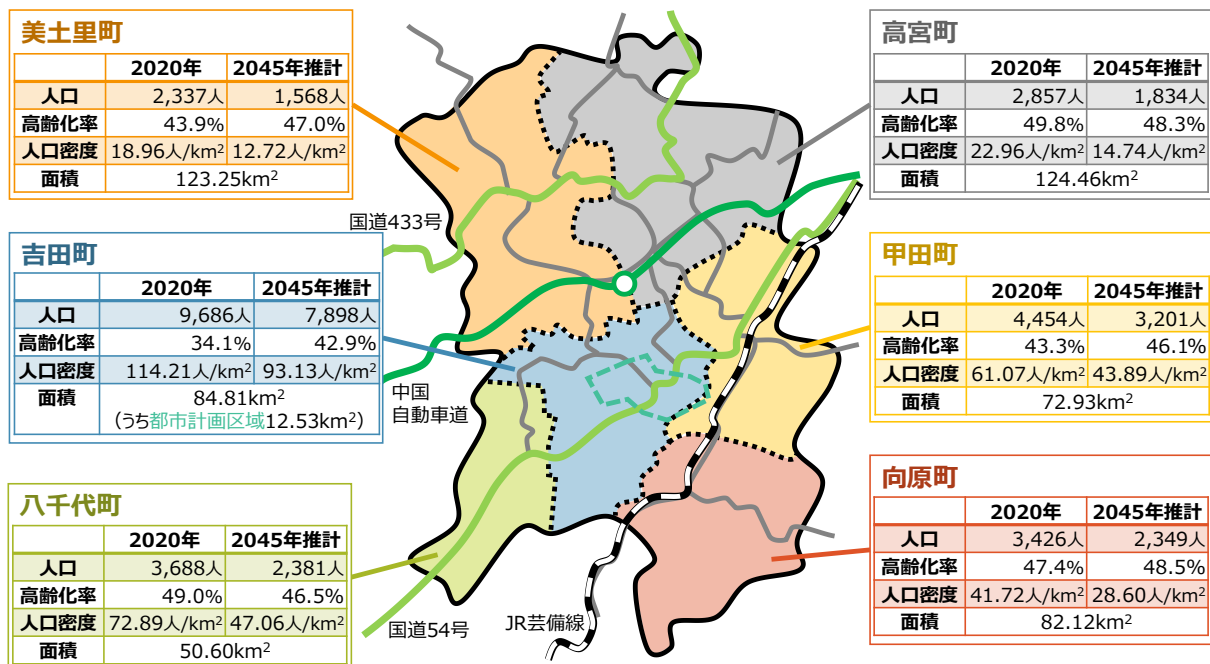 美土里町
2020年 2045年推計
人口 2,337人 1,568人
高齢化率 43.9% 47.0%
人口密度 18.96人/km² 12.72人/km²
面積 123.25km²
高宮町
2020年 2045年推計
人口 2,857人 1,834人
高齢化率 49.8% 48.3%
人口密度 22.96人/km² 14.74人/km²
面積 124.46km²
国道433号
吉田町
2020年 2045年推計
人口 9,686人 7,898人
高齢化率 34.1% 42.9%
人口密度 114.21人/km² 93.13人/km²
面積 84.81km²
(うち都市計画区域12.53km²)
中国
自動車道
甲田町
2020年 2045年推計
人口 4,454人 3,201人
高齢化率 43.3% 46.1%
人口密度 61.07人/km² 43.89人/km²
面積 72.93km²
八千代町
2020年 2045年推計
人口 3,688人 2,381人
高齢化率 49.0% 46.5%
人口密度 72.89人/km² 47.06人/km²
面積 50.60km²
国道54号
JR芸備線
向原町
2020年 2045年推計
人口 3,426人 2,349人
高齢化率 47.4% 48.5%
人口密度 41.72人/km² 28.60人/km²
面積 82.12km²